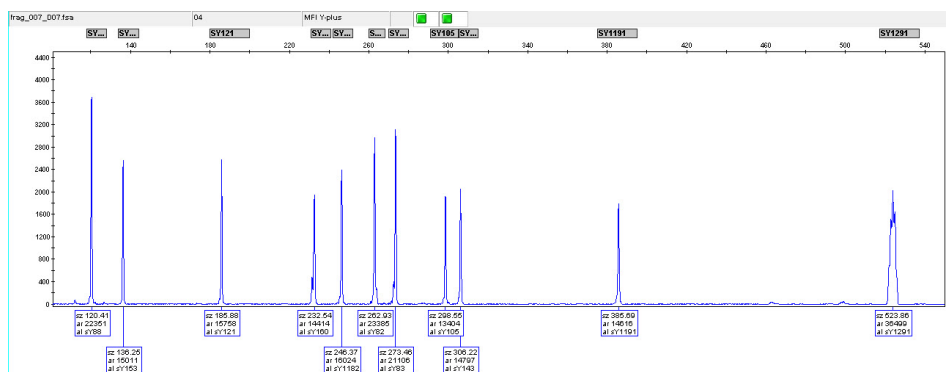 frag_007_007.fsa 04 MFI Y-plus
SY... SY... SY121 SY... SY... S... SY... SY105 SY... SY1191 SY1291
140 180 220 260 300 340 380 420 460 500 540
4400
4000
3600
3200
2800
2400
2000
1600
1200
800
400
0
sz 120.41
ar 22351
al sY88
sz 185.88
ar 15758
al sY121
sz 232.54
ar 14414
al sY160
sz 262.93
ar 23385
al sY82
sz 298.55
ar 13404
al sY105
sz 385.69
ar 14616
al sY1191
sz 523.86
ar 36499
al sY1291
sz 136.25
ar 15011
al sY153
sz 246.37
ar 16024
al sY1182
sz 273.46
ar 21106
al sY83
sz 306.22
ar 14797
al sY143